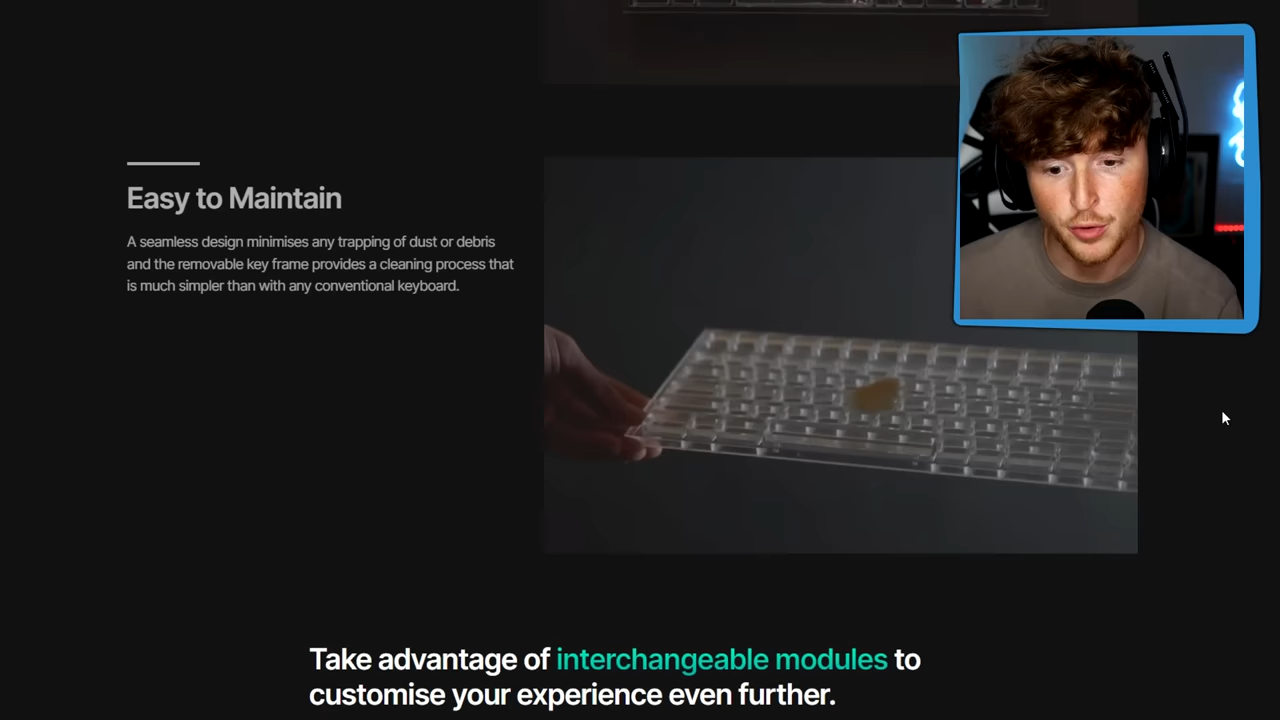 Easy to Maintain
A seamless design minimises any trapping of dust or debris
and the removable key frame provides a cleaning process that
is much simpler than with any conventional keyboard.
Take advantage of interchangeable modules to
customise your experience even further.